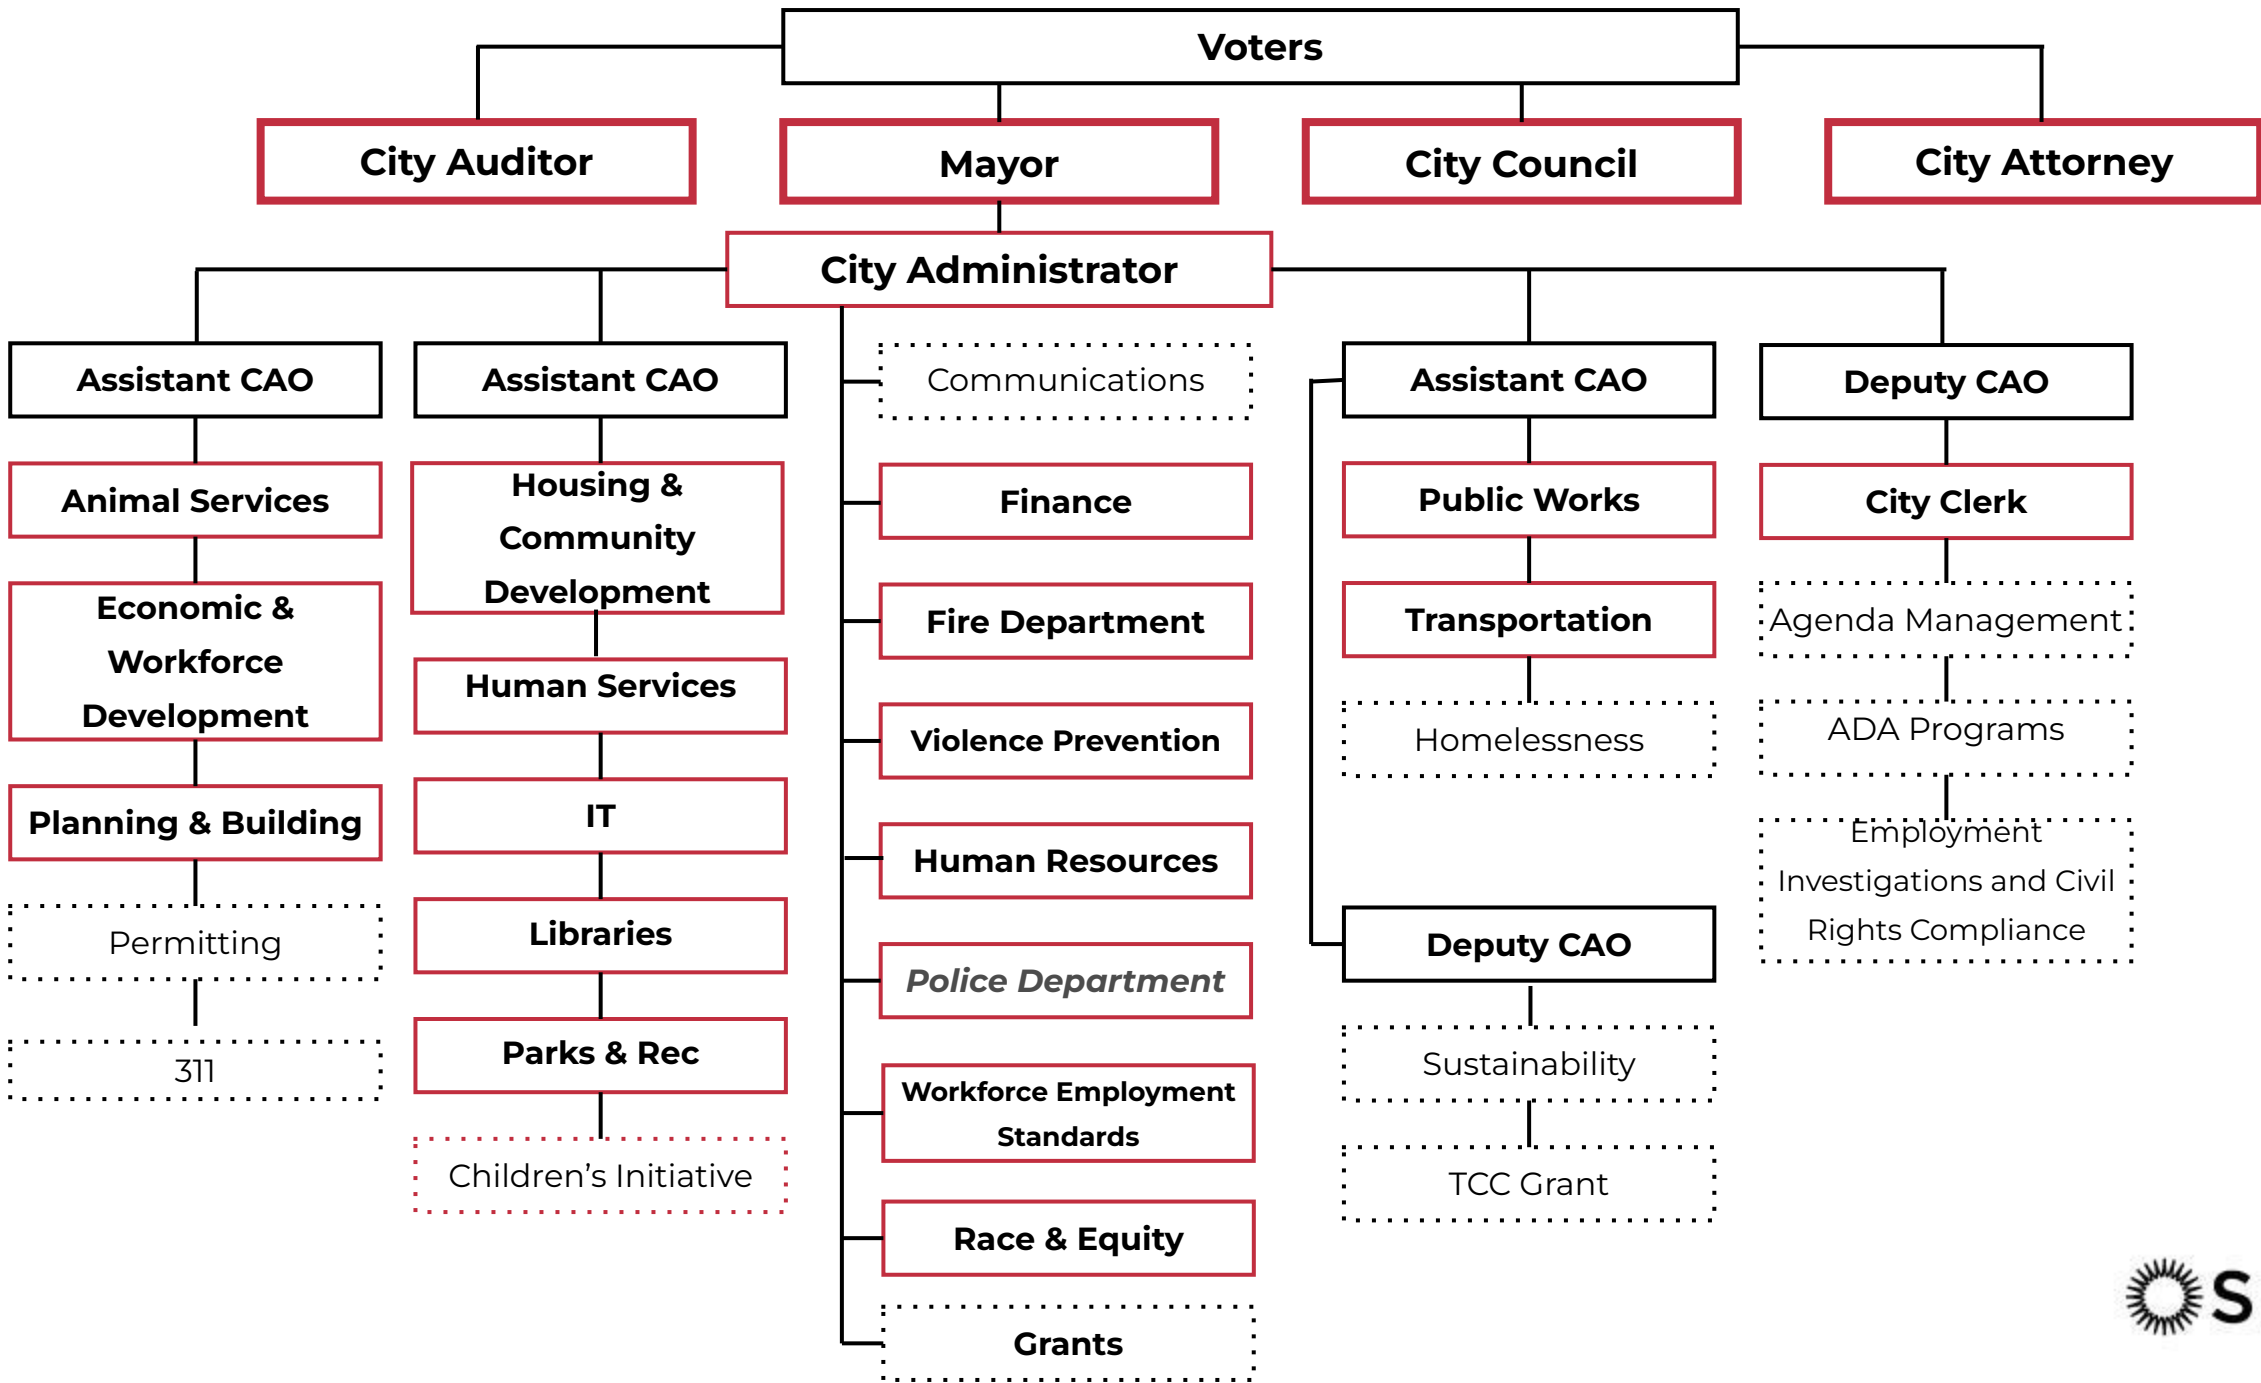 Voters
City Auditor
Mayor
City Council
City Attorney
City Administrator
Assistant CAO
Animal Services
Economic &
Workforce
Development
Planning & Building
Permitting
311
Assistant CAO
Housing &
Community
Development
Human Services
IT
Libraries
Parks & Rec
Children’s Initiative
Communications
Finance
Fire Department
Violence Prevention
Human Resources
Police Department
Workforce Employment
Standards
Race & Equity
Grants
Assistant CAO
Public Works
Transportation
Homelessness
Deputy CAO
Sustainability
TCC Grant
Deputy CAO
City Clerk
Agenda Management
ADA Programs
Employment
Investigations and Civil
Rights Compliance
S